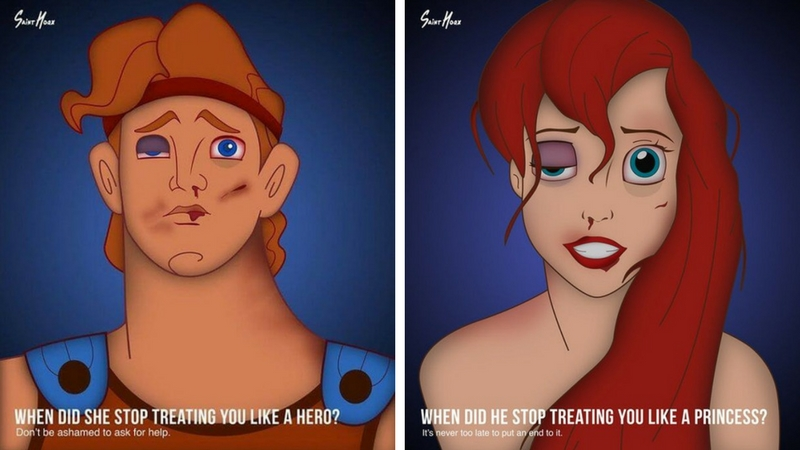 Saint Hoax
WHEN DID SHE STOP TREATING YOU LIKE A HERO?
Don't be ashamed to ask for help.
Saint Hoax
WHEN DID HE STOP TREATING YOU LIKE A PRINCESS?
It's never too late to put an end to it.